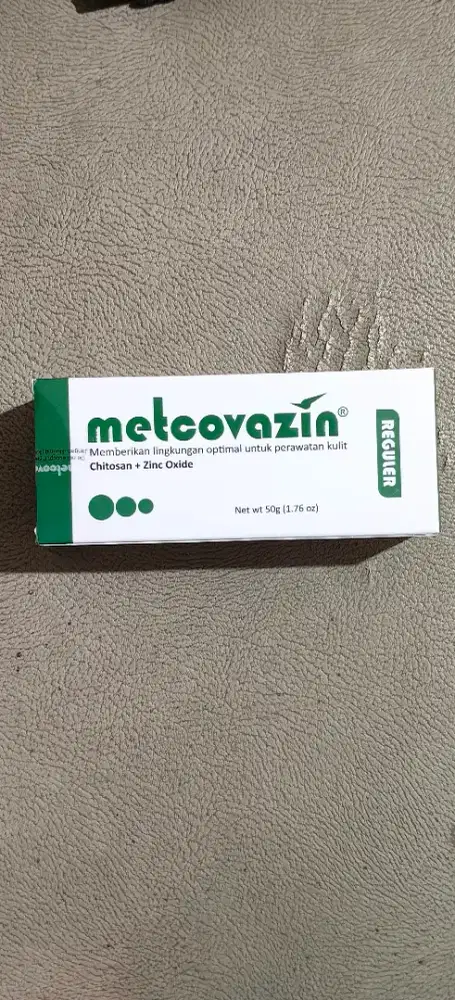 metcovazin®
Memberikan lingkungan optimal untuk perawatan kulit
Chitosan + Zinc Oxide
REGULER
Net wt 50g (1.76 oz)